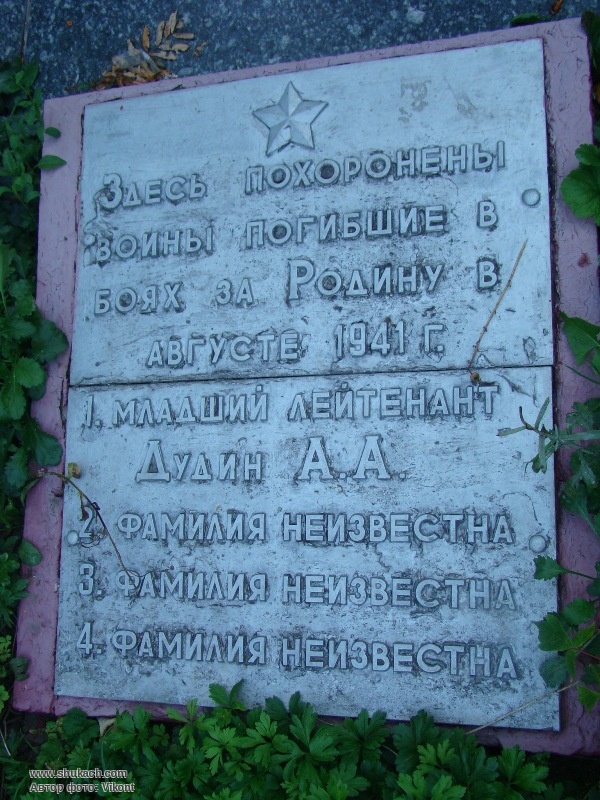 Здесь похоронены
воины погибшие в
боях за Родину в
августе 1941 г.
1. младший лейтенант
Дудин А.А.
2. фамилия неизвестна
3. фамилия неизвестна
4. фамилия неизвестна
www.shukach.com
Автор фото: Vikont